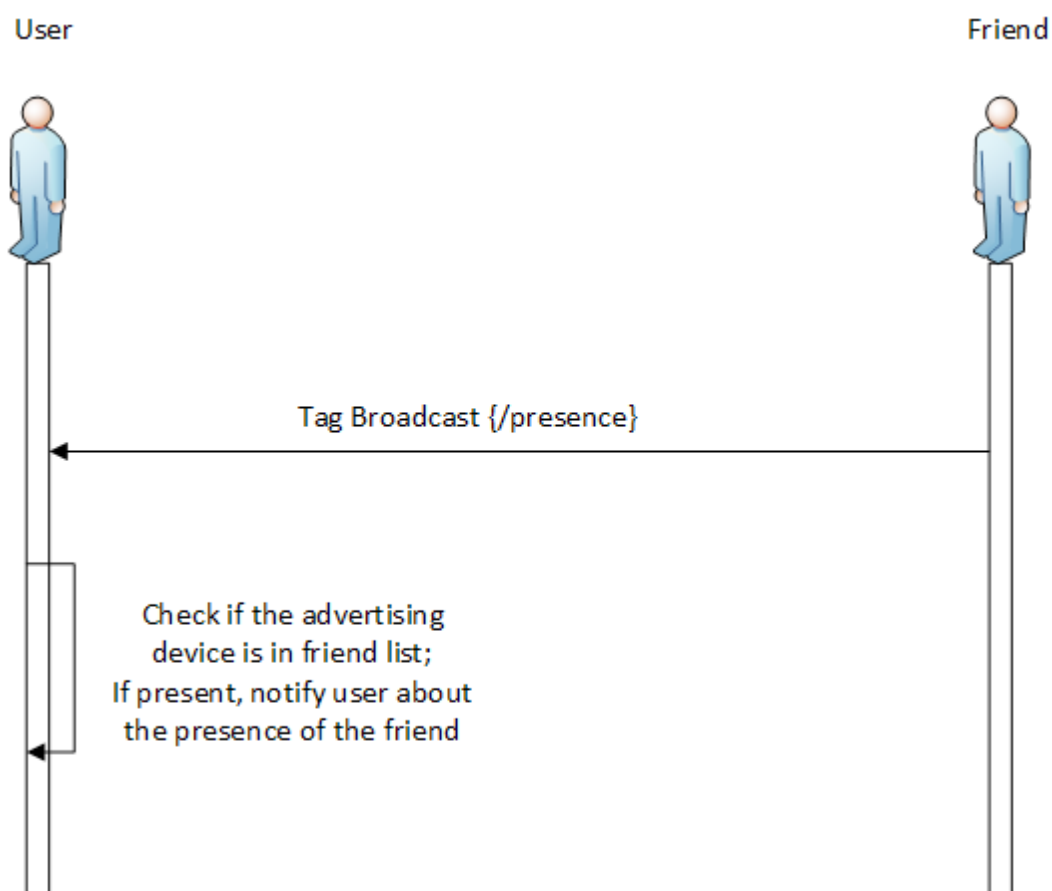 User
Friend
Tag Broadcast {/presence}
Check if the advertising
device is in friend list;
If present, notify user about
the presence of the friend